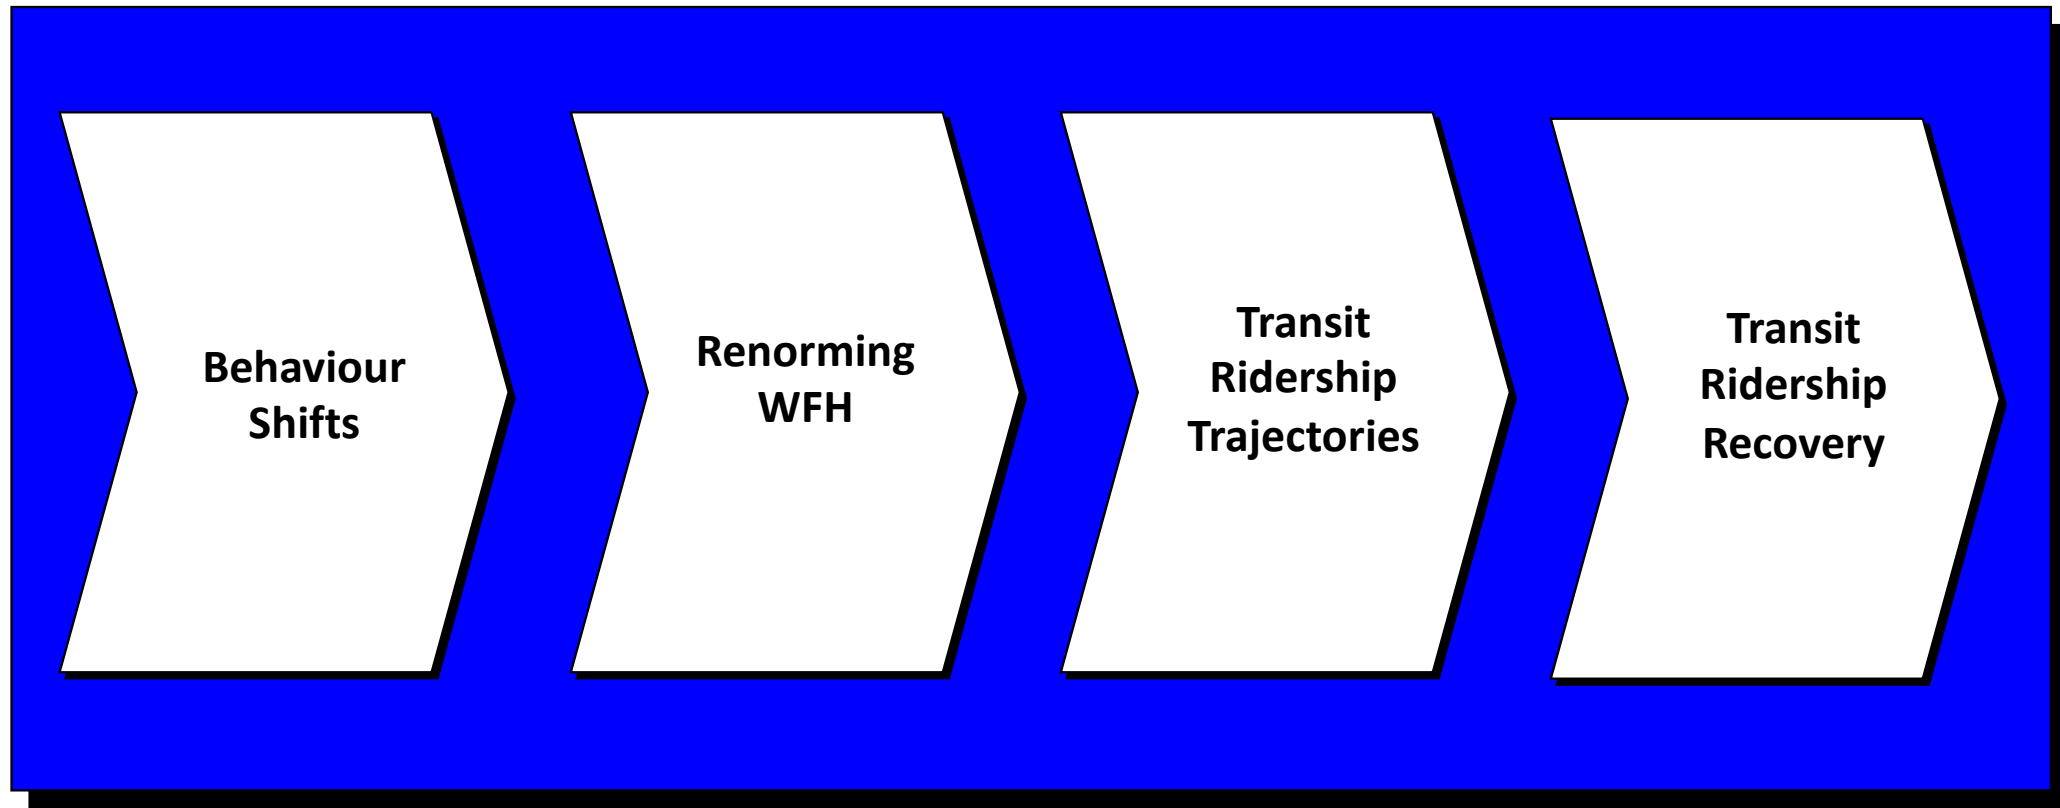 Behaviour
Shifts
Renorming
WFH
Transit
Ridership
Trajectories
Transit
Ridership
Recovery